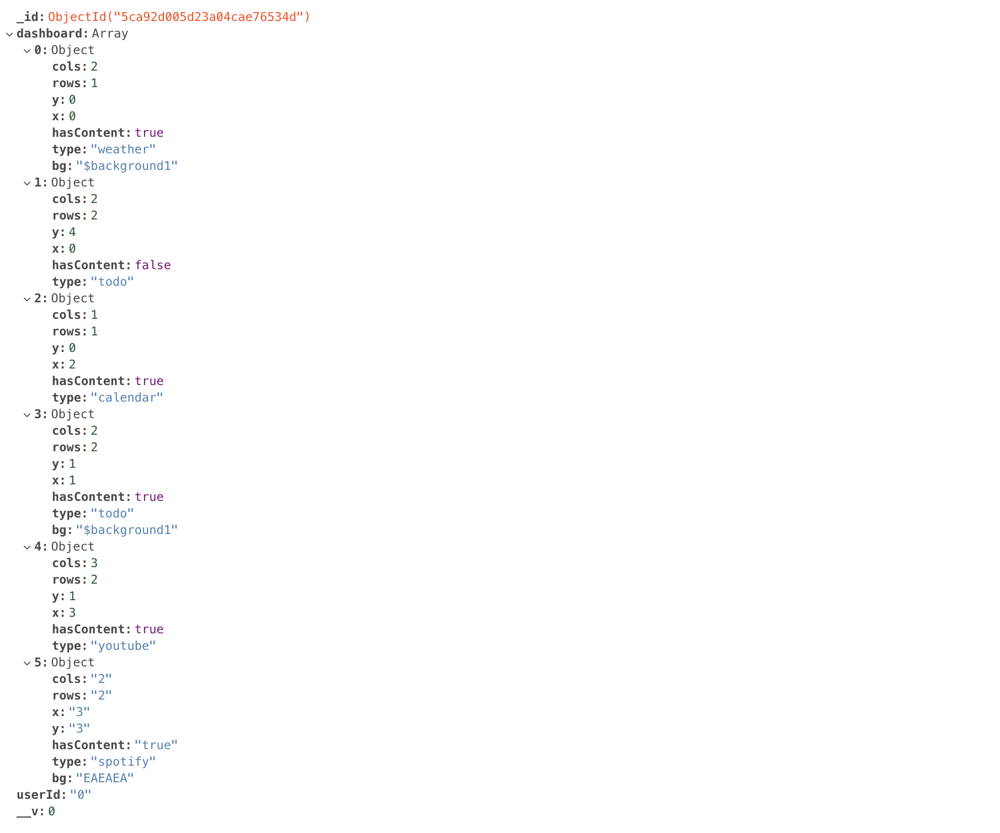 _id: ObjectId("5ca92d005d23a04cae76534d")
dashboard: Array
0: Object
cols: 2
rows: 1
y: 0
x: 0
hasContent: true
type: "weather"
bg: "$background1"
1: Object
cols: 2
rows: 2
y: 4
x: 0
hasContent: false
type: "todo"
2: Object
cols: 1
rows: 1
y: 0
x: 2
hasContent: true
type: "calendar"
3: Object
cols: 2
rows: 2
y: 1
x: 1
hasContent: true
type: "todo"
bg: "$background1"
4: Object
cols: 3
rows: 2
y: 1
x: 3
hasContent: true
type: "youtube"
5: Object
cols: "2"
rows: "2"
x: "3"
y: "3"
hasContent: "true"
type: "spotify"
bg: "EAEAEA"
userId: "0"
__v: 0